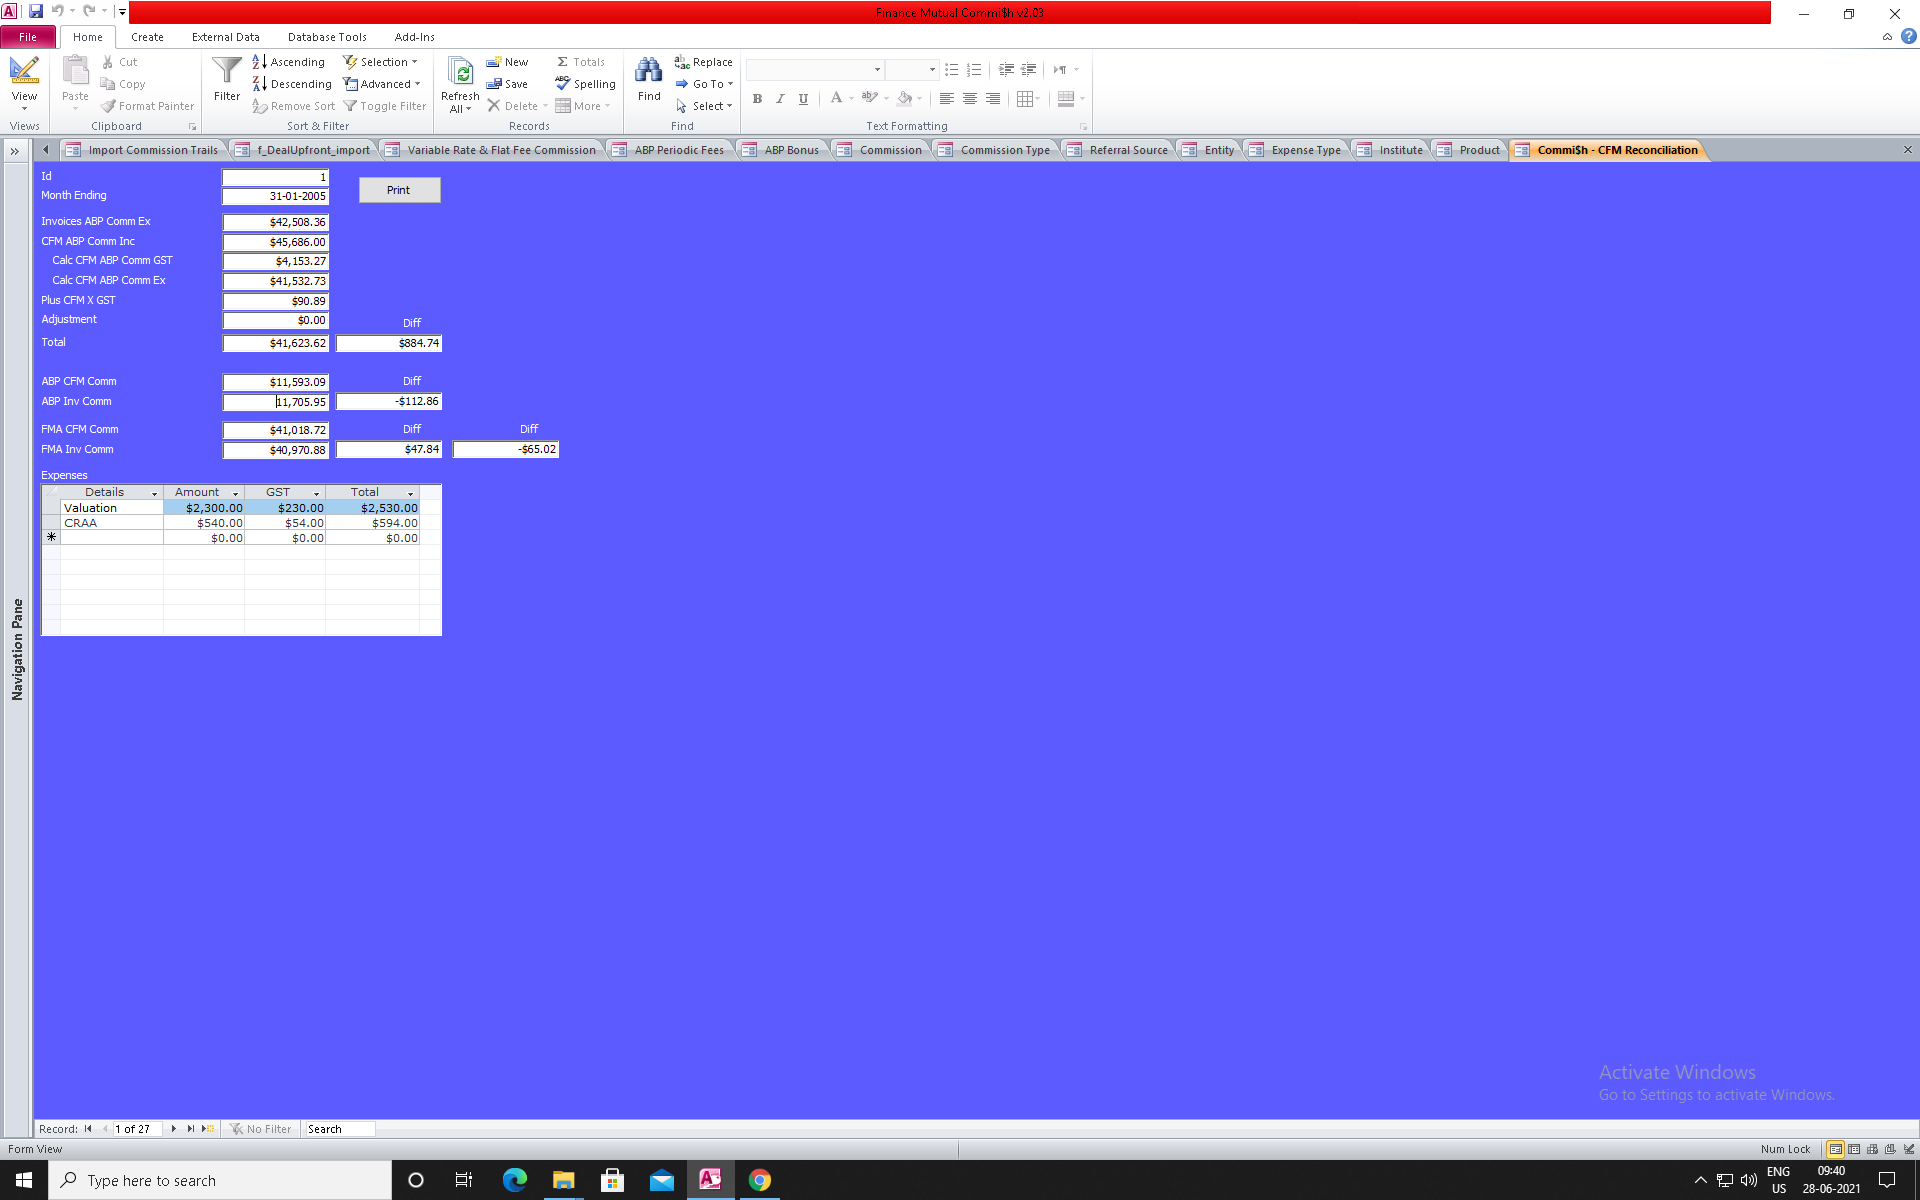 Finance Mutual Commi$h v2.03
File Home Create External Data Database Tools Add-Ins
View
Views
Paste
Cut
Copy
Format Painter
Clipboard
Filter
Ascending
Descending
Remove Sort
Selection
Advanced
Toggle Filter
Sort & Filter
Refresh All
New
Save
Delete
Totals
Spelling
More
Records
Find
Replace
Go To
Select
Find
B I U A
Text Formatting
Import Commission Trails f_DealUpfront_import Variable Rate & Flat Fee Commission ABP Periodic Fees ABP Bonus Commission Commission Type Referral Source Entity Expense Type Institute Product Commi$h - CFM Reconciliation
Navigation Pane
Id 1
Print
Month Ending 31-01-2005
Invoices ABP Comm Ex $42,508.36
CFM ABP Comm Inc $45,686.00
Calc CFM ABP Comm GST $4,153.27
Calc CFM ABP Comm Ex $41,532.73
Plus CFM X GST $90.89
Adjustment $0.00 Diff
Total $41,623.62 $884.74
ABP CFM Comm $11,593.09 Diff
ABP Inv Comm 11,705.95 -$112.86
FMA CFM Comm $41,018.72 Diff Diff
FMA Inv Comm $40,970.88 $47.84 -$65.02
Expenses
Details Amount GST Total
Valuation $2,300.00 $230.00 $2,530.00
CRAA $540.00 $54.00 $594.00
$0.00 $0.00 $0.00
Activate Windows
Go to Settings to activate Windows.
Record: 1 of 27 No Filter Search
Form View Num Lock
Type here to search
ENG
US
09:40
28-06-2021